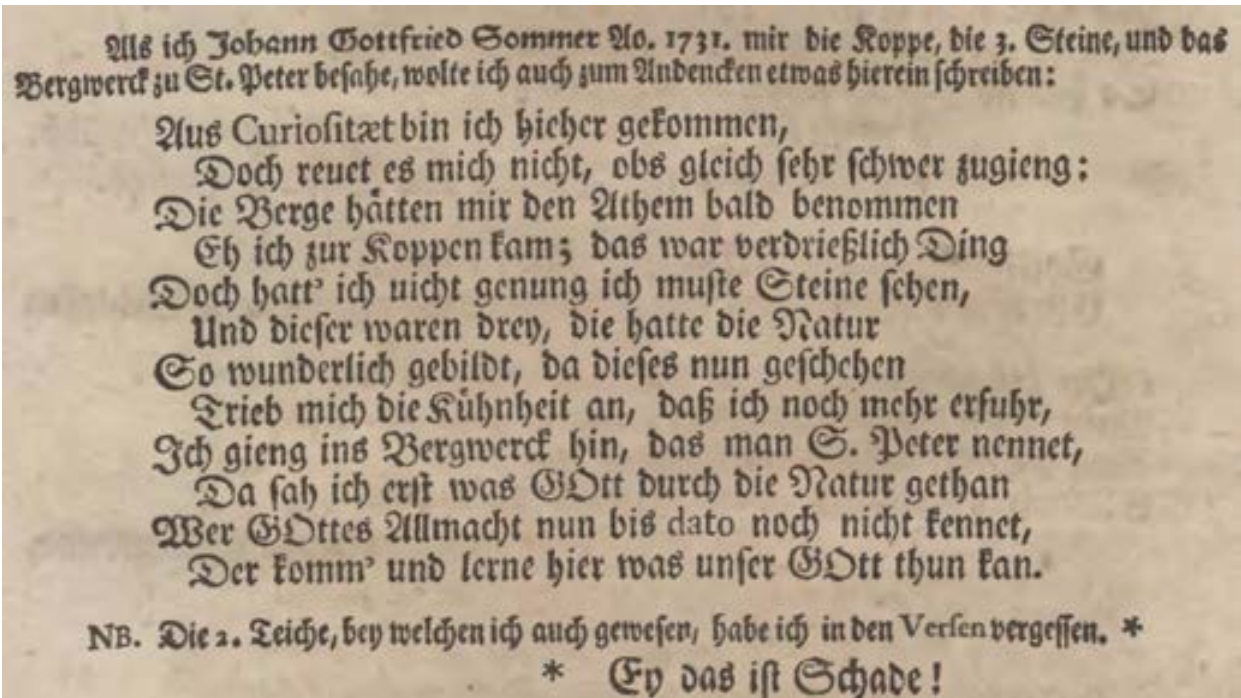 Als ich Johann Gottfried Sommer Ao. 1731. mir die Koppe, die 3. Steine, und das
Bergwerck zu St. Peter besahe, wolte ich auch zum Andencken etwas hierein schreiben:
Aus Curiositæt bin ich hieher gekommen,
Doch reuet es mich nicht, obs gleich sehr schwer zugieng:
Die Berge hätten mir den Athem bald benommen
Eh ich zur Koppen kam; das war verdrießlich Ding
Doch hatt' ich uicht genung ich muste Steine sehen,
Und dieser waren drey, die hatte die Natur
So wunderlich gebildt, da dieses nun geschehen
Trieb mich die Kühnheit an, daß ich noch mehr erfuhr,
Ich gieng ins Bergwerck hin, das man S. Peter nennet,
Da sah ich erst was GOtt durch die Natur gethan
Wer GOttes Allmacht nun bis dato noch nicht kennet,
Der komm' und lerne hier was unser GOtt thun kan.
NB. Die 2. Teiche, bey welchen ich auch gewesen, habe ich in den Versen vergessen. *
* Ey das ist Schade!